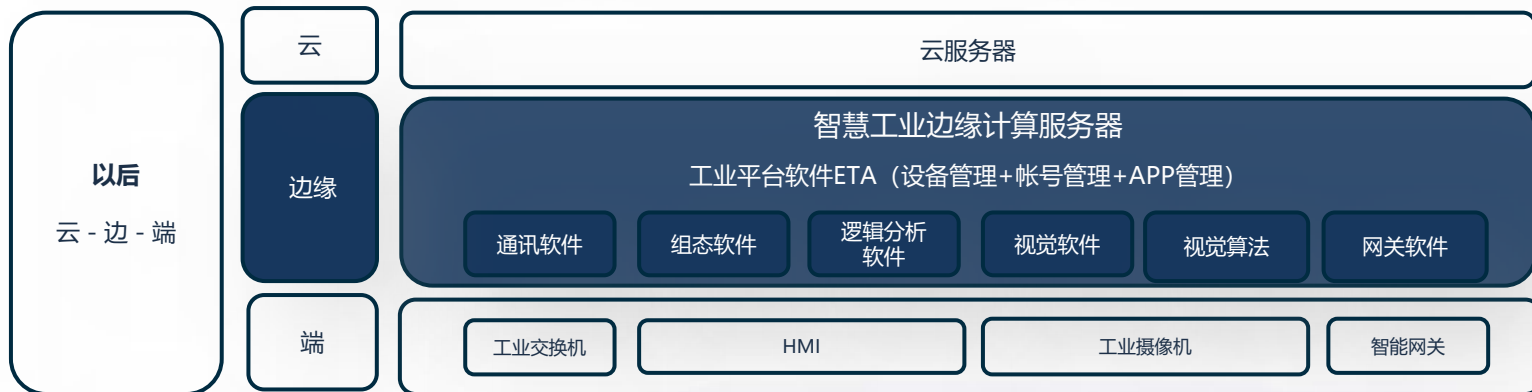 以后
云 - 边 - 端
云
云服务器
边缘
智慧工业边缘计算服务器
工业平台软件ETA（设备管理+帐号管理+APP管理）
通讯软件
组态软件
逻辑分析
软件
视觉软件
视觉算法
网关软件
端
工业交换机
HMI
工业摄像机
智能网关